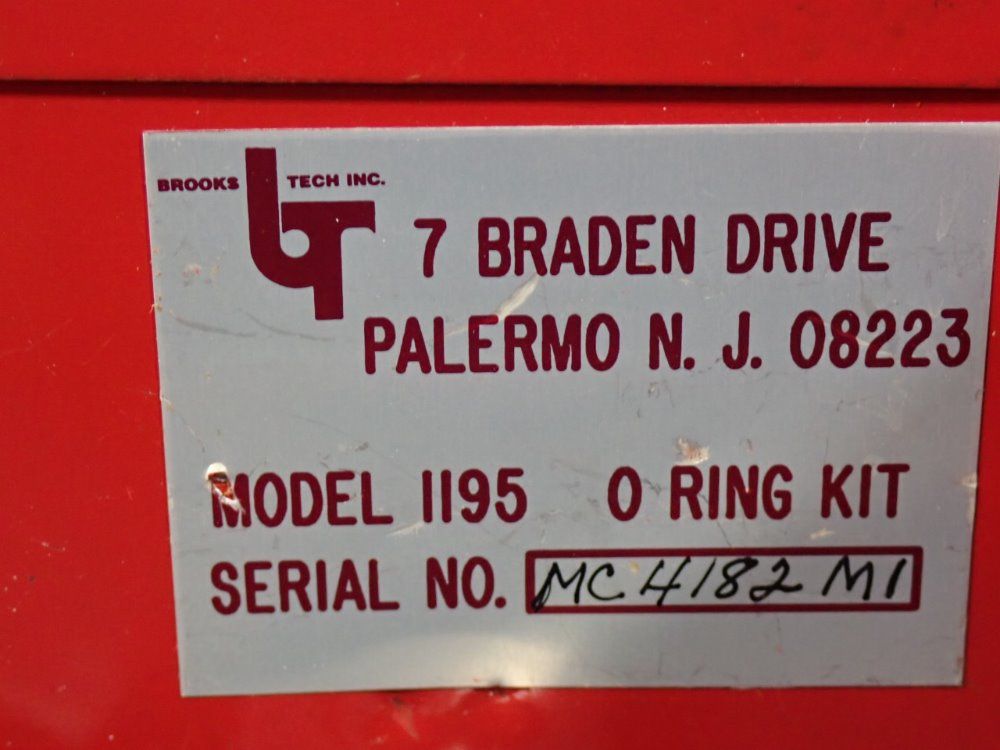 BROOKS TECH INC.
7 BRADEN DRIVE
PALERMO N. J. 08223
MODEL 1195 O RING KIT
SERIAL NO. MC 4182 M1